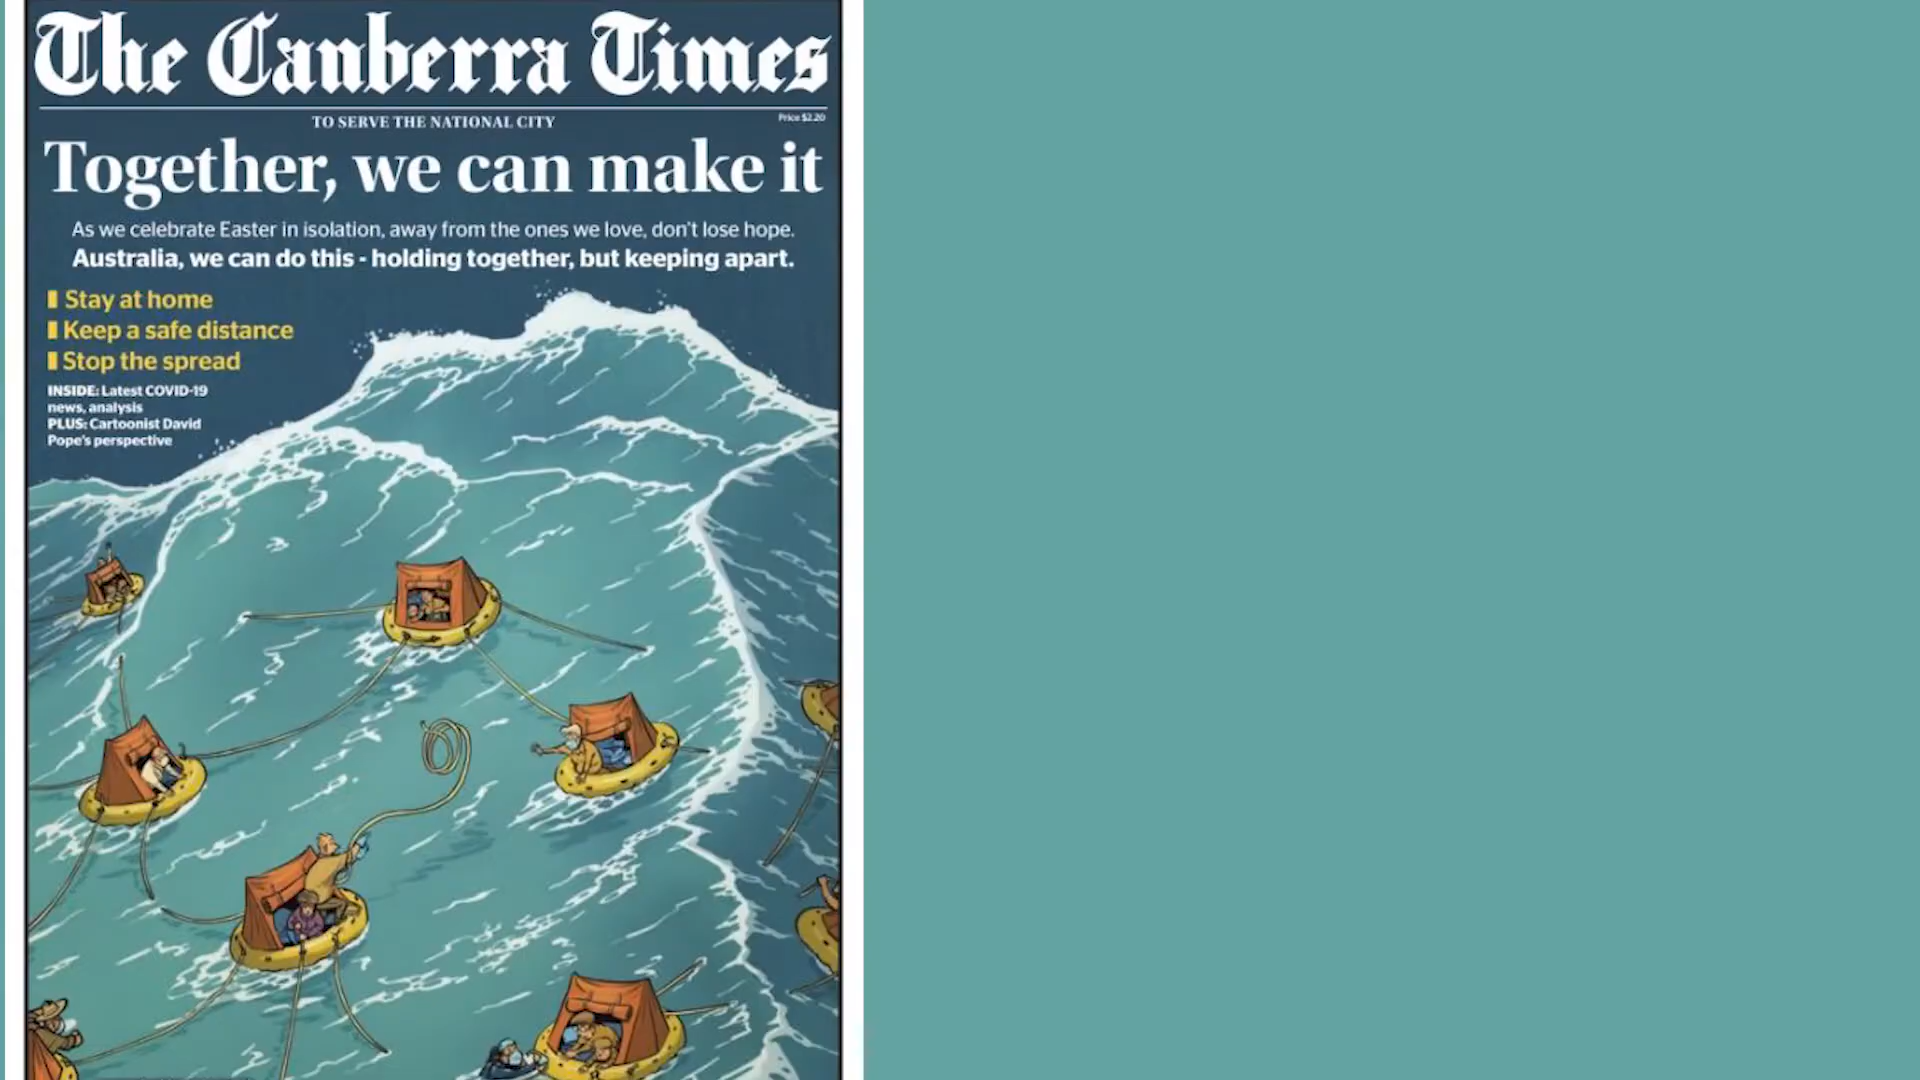 The Canberra Times
TO SERVE THE NATIONAL CITY
Price $2.20
Together, we can make it
As we celebrate Easter in isolation, away from the ones we love, don't lose hope.
Australia, we can do this - holding together, but keeping apart.
Stay at home
Keep a safe distance
Stop the spread
INSIDE: Latest COVID-19
news, analysis
PLUS: Cartoonist David
Pope's perspective